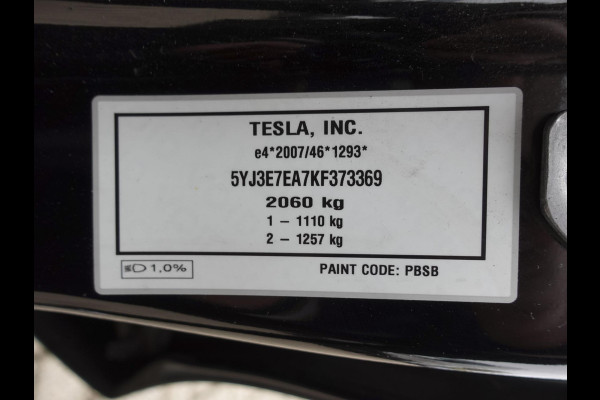 TESLA, INC.
e4*2007/46*1293*
5YJ3E7EA7KF373369
2060 kg
1 – 1110 kg
2 – 1257 kg
1,0%
PAINT CODE: PBSB